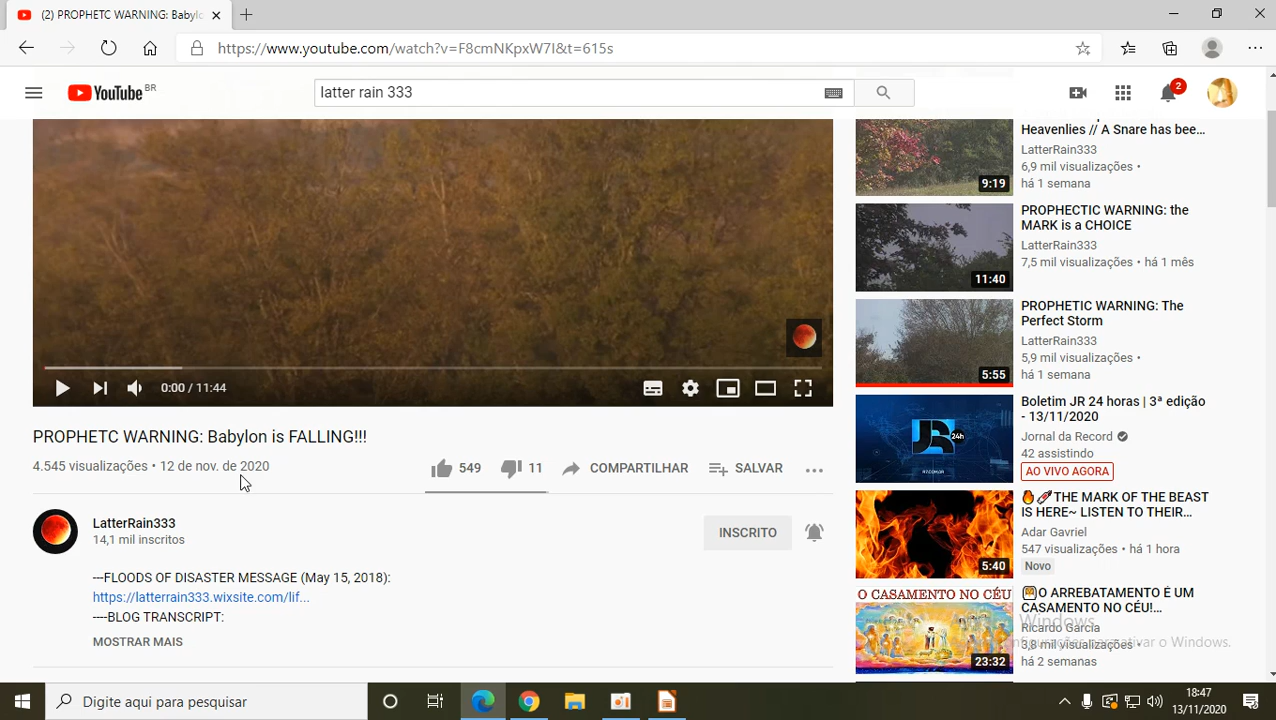 (2) PROPHETC WARNING: Babyl
https://www.youtube.com/watch?v=F8cmNKpxW7I&t=615s
YouTube BR
latter rain 333
2
Heavenlies // A Snare has bee...
LatterRain333
6,9 mil visualizações •
há 1 semana
9:19
PROPHECTIC WARNING: the
MARK is a CHOICE
LatterRain333
7,5 mil visualizações • há 1 mês
11:40
PROPHETIC WARNING: The
Perfect Storm
LatterRain333
5,9 mil visualizações •
há 1 semana
5:55
0:00 / 11:44
Boletim JR 24 horas | 3ª edição
- 13/11/2020
Jornal da Record
42 assistindo
AO VIVO AGORA
JR 24h
PROPHETC WARNING: Babylon is FALLING!!!
4.545 visualizações • 12 de nov. de 2020
549
11
COMPARTILHAR
SALVAR
THE MARK OF THE BEAST
IS HERE~ LISTEN TO THEIR...
Adar Gavriel
547 visualizações • há 1 hora
Novo
5:40
LatterRain333
14,1 mil inscritos
INSCRITO
---FLOODS OF DISASTER MESSAGE (May 15, 2018):
https://latterrain333.wixsite.com/lif...
----BLOG TRANSCRIPT:
MOSTRAR MAIS
O CASAMENTO NO CÉU
23:32
O ARREBATAMENTO É UM
CASAMENTO NO CÉU!...
Ricardo Garcia
3,8 mil visualizações •
há 2 semanas
Windows
ativar o Windows.
Digite aqui para pesquisar
18:47
13/11/2020